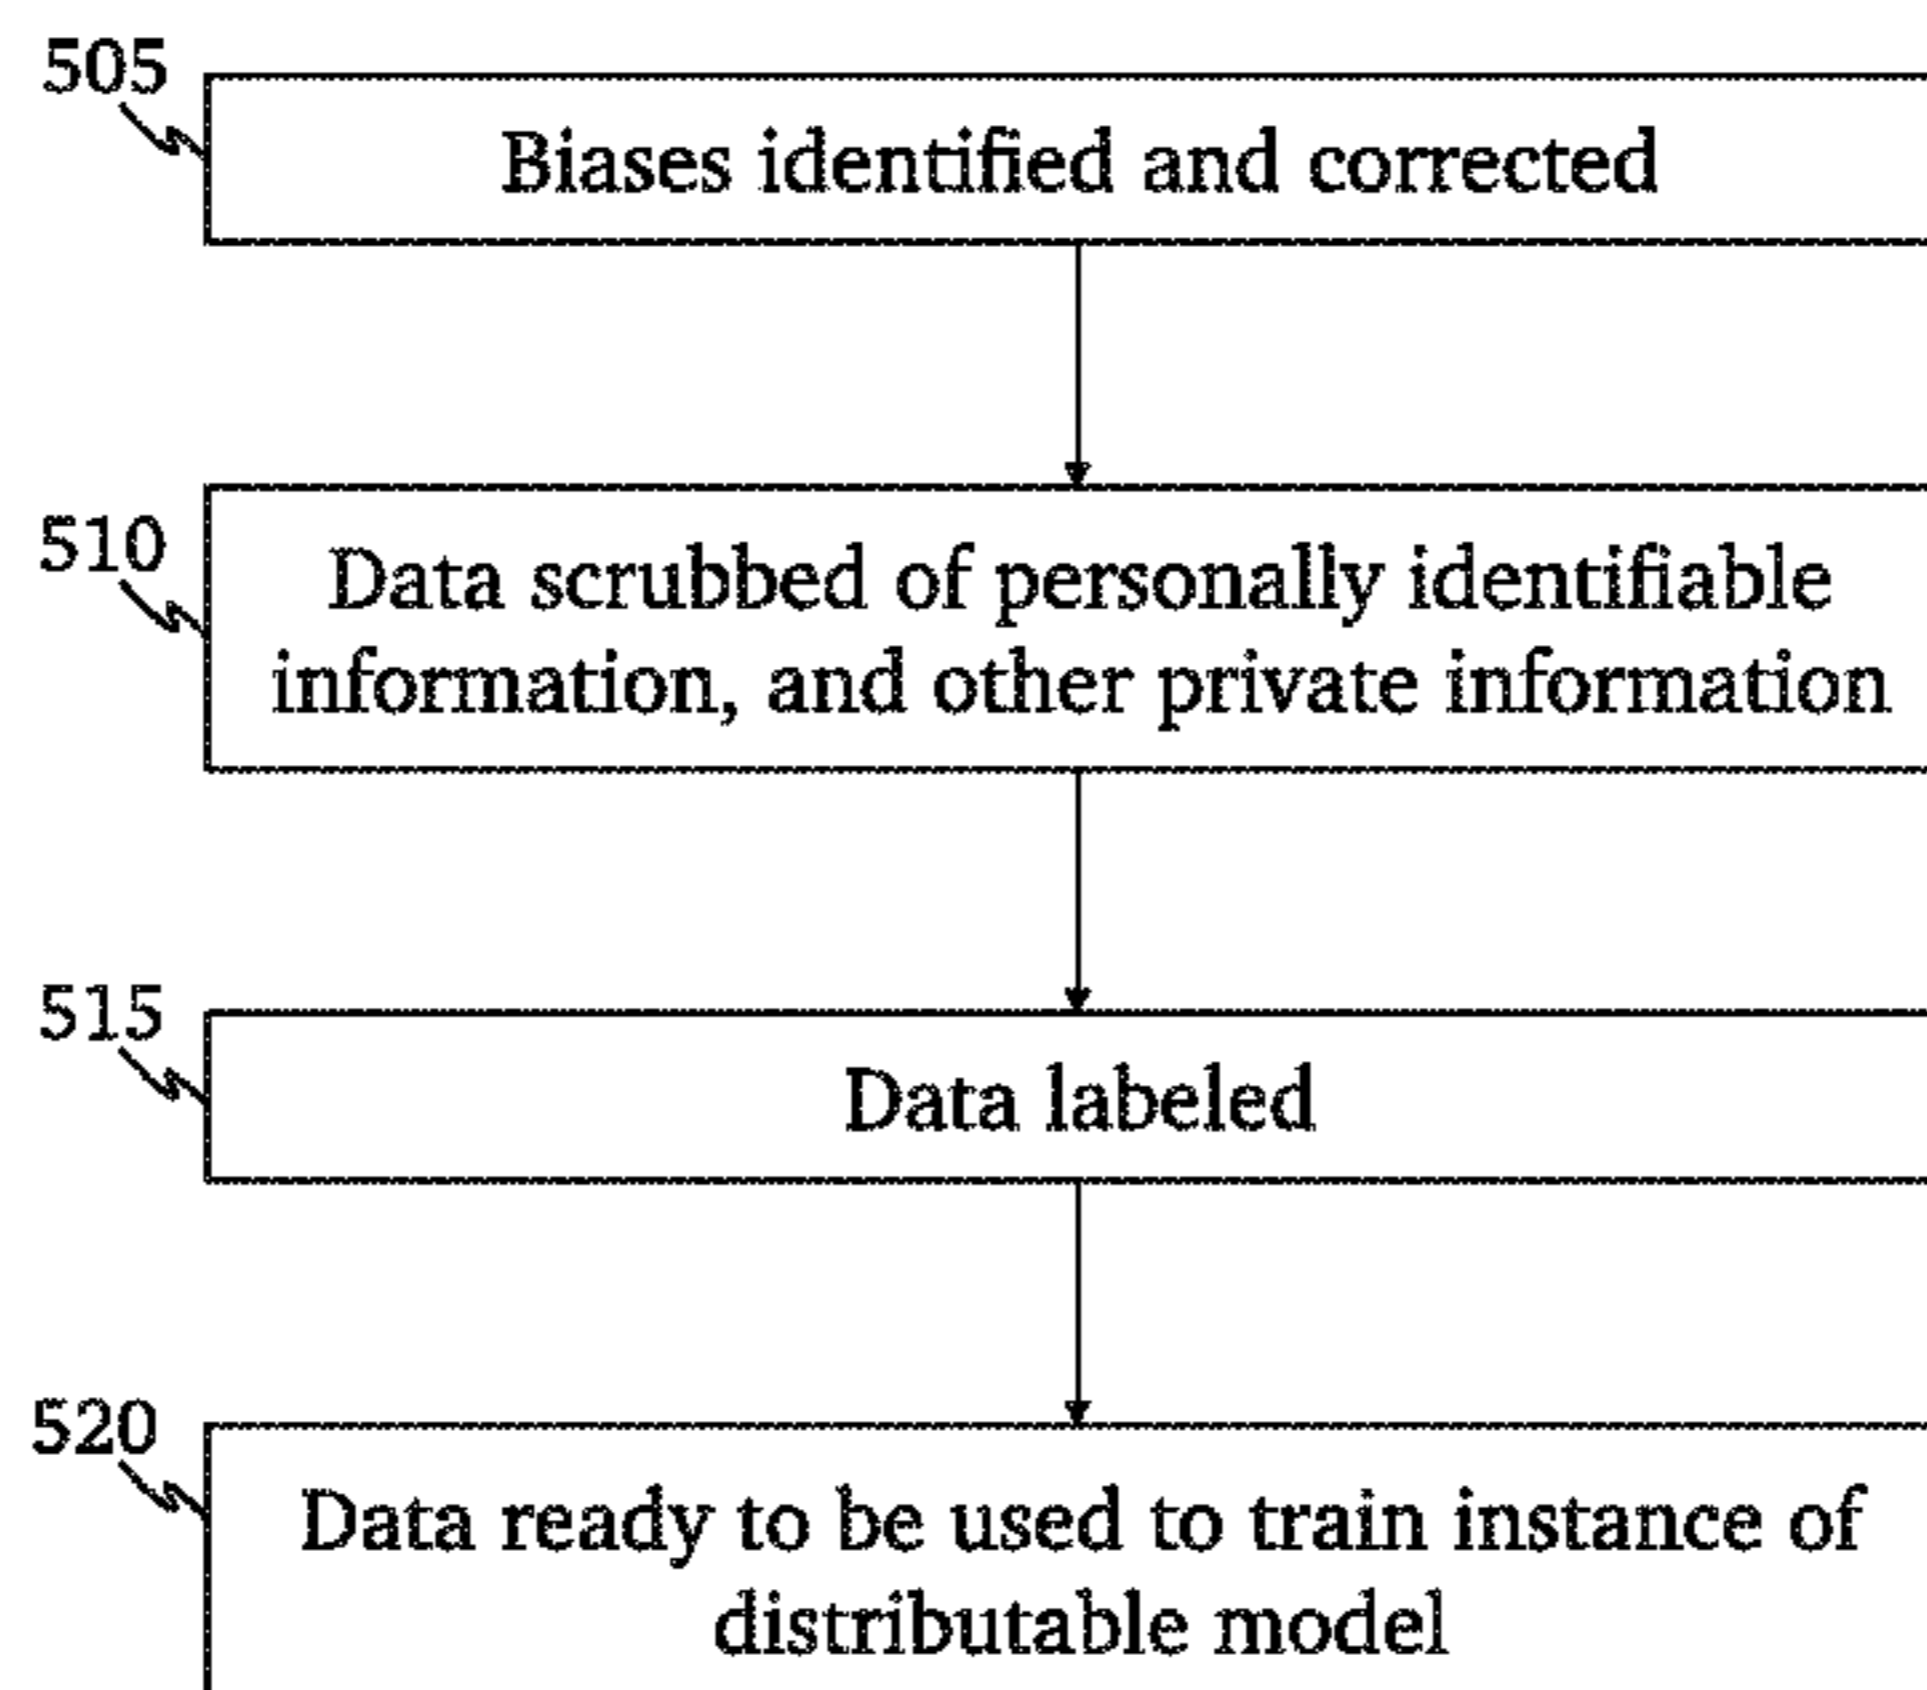 505
Biases identified and corrected
510
Data scrubbed of personally identifiable
information, and other private information
515
Data labeled
520
Data ready to be used to train instance of
distributable model